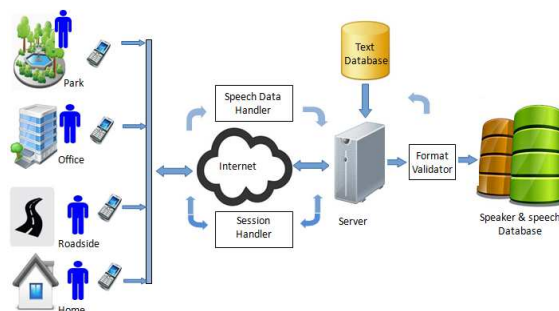 Park
Office
Roadside
Home
Speech Data
Handler
Internet
Session
Handler
Text
Database
Server
Format
Validator
Speaker & speech
Database